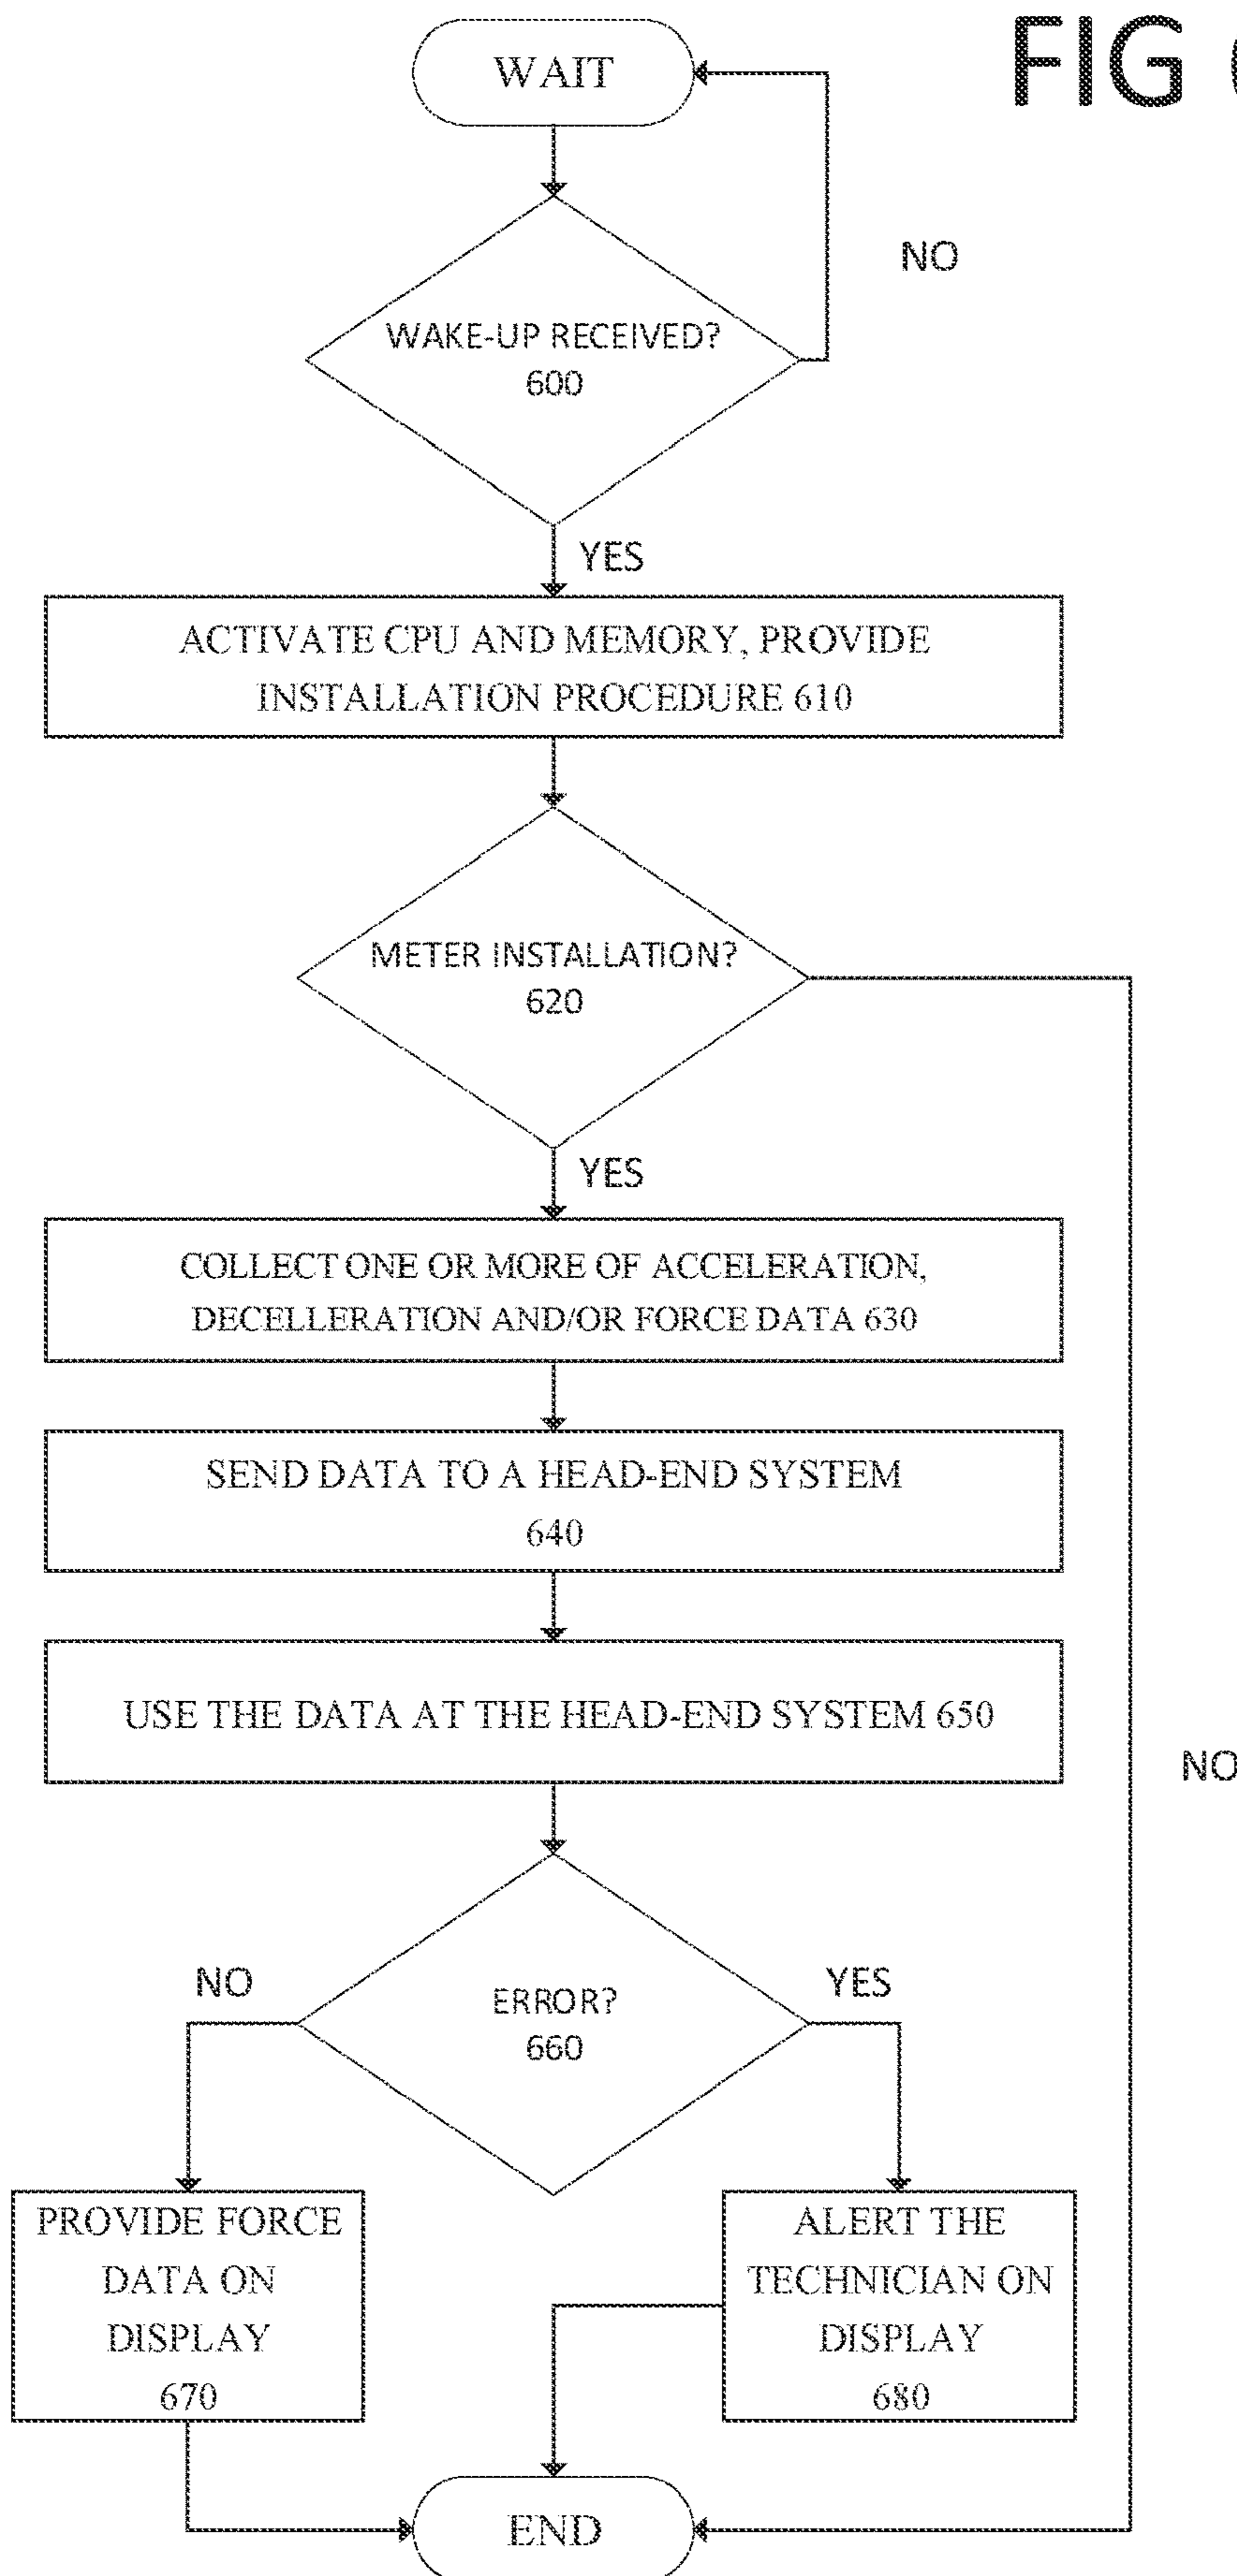 FIG
WAIT
NO
WAKE-UP RECEIVED?
600
YES
ACTIVATE CPU AND MEMORY, PROVIDE
INSTALLATION PROCEDURE 610
METER INSTALLATION?
620
YES
COLLECT ONE OR MORE OF ACCELERATION,
DECELLERATION AND/OR FORCE DATA 630
SEND DATA TO A HEAD-END SYSTEM
640
USE THE DATA AT THE HEAD-END SYSTEM 650
NO
NO
YES
ERROR?
660
PROVIDE FORCE
DATA ON
DISPLAY
670
ALERT THE
TECHNICIAN ON
DISPLAY
680
END